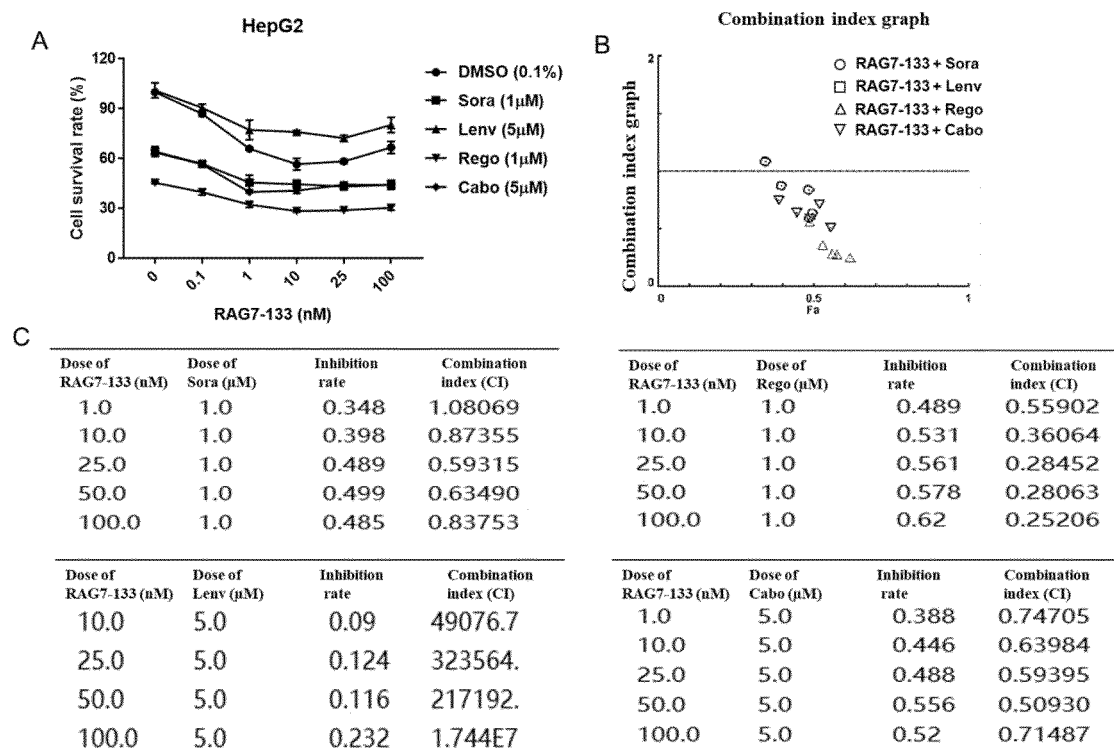 A
HepG2
Cell survival rate (%)
120
90
60
30
0
0
0.1
1
10
25
100
RAG7-133 (nM)
DMSO (0.1%)
Sora (1μM)
Lenv (5μM)
Rego (1μM)
Cabo (5μM)
Combination index graph
B
Combination index graph
2
1
0
0
0.5
1
Fa
RAG7-133 + Sora
RAG7-133 + Lenv
RAG7-133 + Rego
RAG7-133 + Cabo
C
Dose of Dose of Inhibition Combination
RAG7-133 (nM) Sora (μM) rate index (CI)
1.0 1.0 0.348 1.08069
10.0 1.0 0.398 0.87355
25.0 1.0 0.489 0.59315
50.0 1.0 0.499 0.63490
100.0 1.0 0.485 0.83753
Dose of Dose of Inhibition Combination
RAG7-133 (nM) Rego (μM) rate index (CI)
1.0 1.0 0.489 0.55902
10.0 1.0 0.531 0.36064
25.0 1.0 0.561 0.28452
50.0 1.0 0.578 0.28063
100.0 1.0 0.62 0.25206
Dose of Dose of Inhibition Combination
RAG7-133 (nM) Lenv (μM) rate index (CI)
10.0 5.0 0.09 49076.7
25.0 5.0 0.124 323564.
50.0 5.0 0.116 217192.
100.0 5.0 0.232 1.744E7
Dose of Dose of Inhibition Combination
RAG7-133 (nM) Cabo (μM) rate index (CI)
1.0 5.0 0.388 0.74705
10.0 5.0 0.446 0.63984
25.0 5.0 0.488 0.59395
50.0 5.0 0.556 0.50930
100.0 5.0 0.52 0.71487